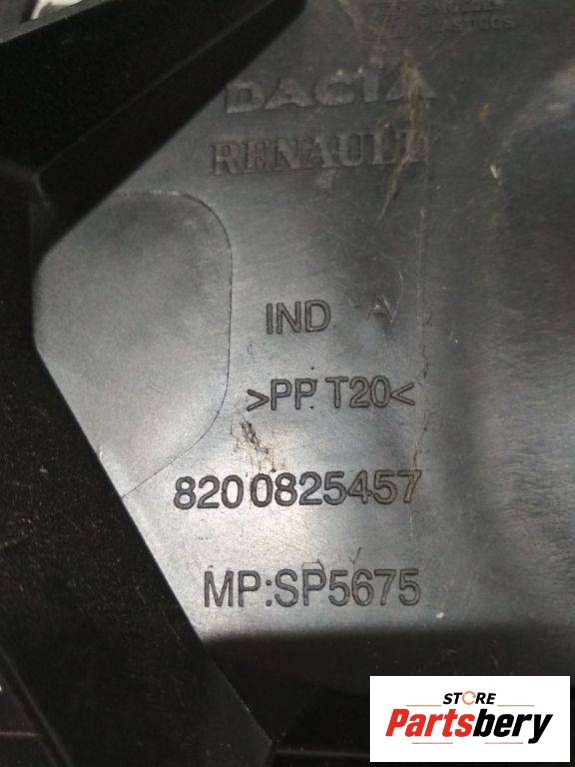 DACIA
RENAULT
IND A
>PP T20<
8200825457
MP:SP5675
STORE
Partsbery